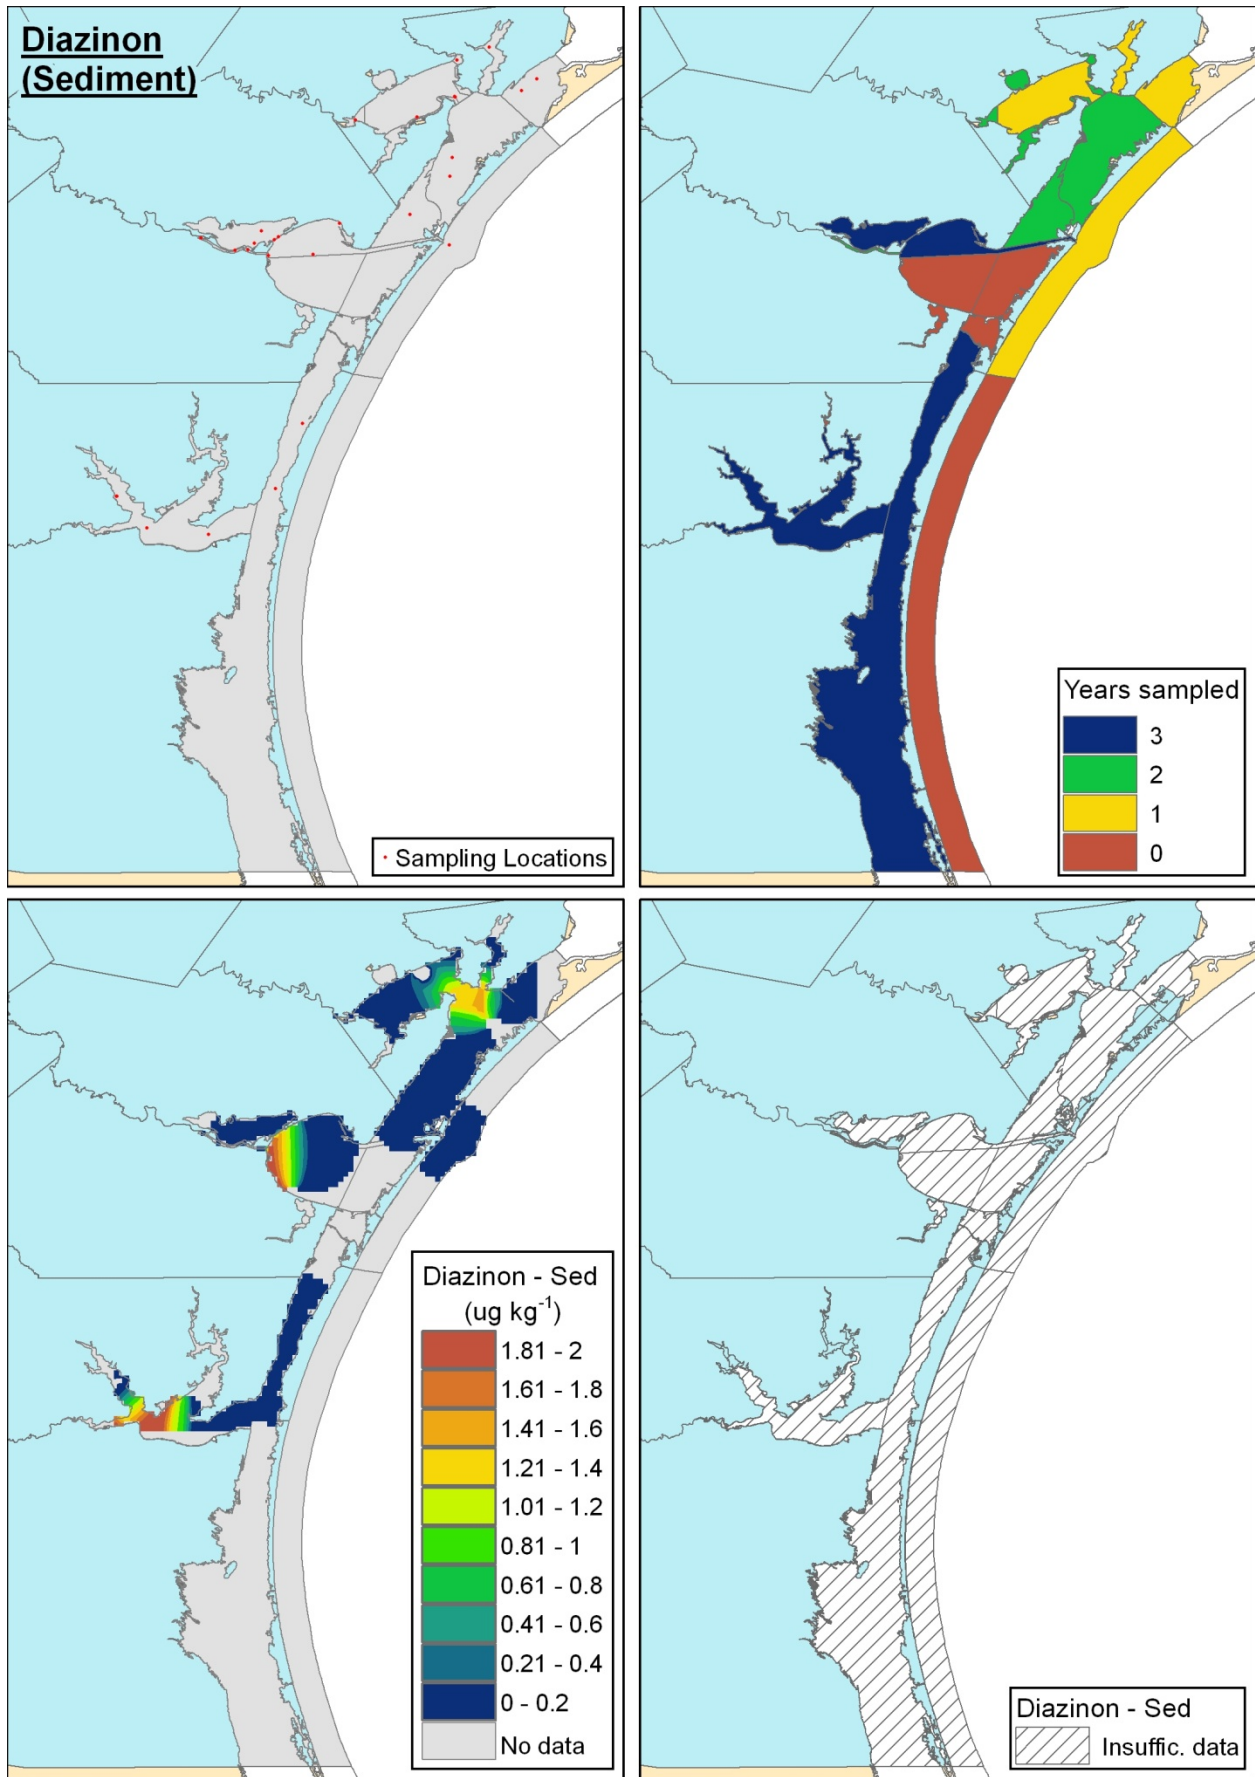 Diazinon
(Sediment)
Sampling Locations
Years sampled
3
2
1
0
Diazinon - Sed
(ug kg⁻¹)
1.81 - 2
1.61 - 1.8
1.41 - 1.6
1.21 - 1.4
1.01 - 1.2
0.81 - 1
0.61 - 0.8
0.41 - 0.6
0.21 - 0.4
0 - 0.2
No data
Diazinon - Sed
Insuffic. data